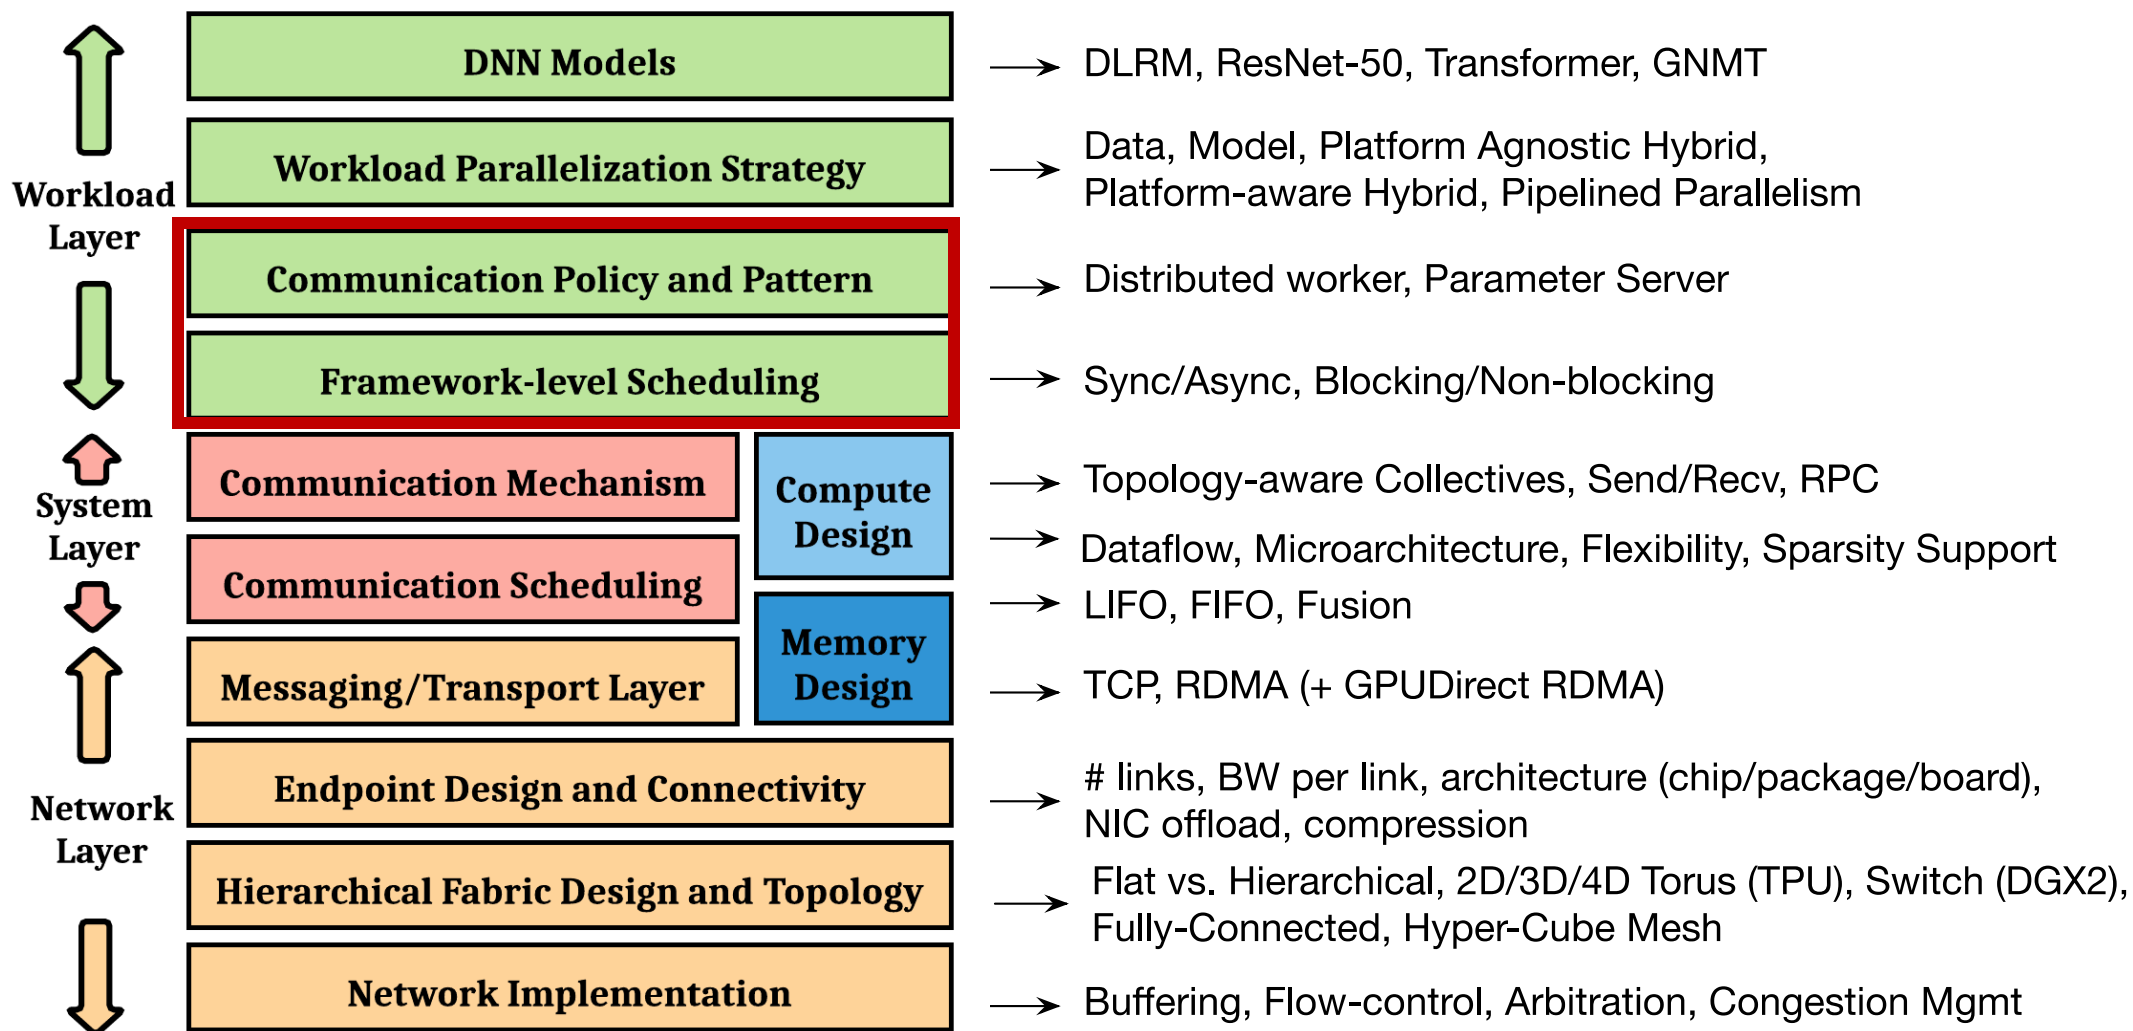 DNN Models
DLRM, ResNet-50, Transformer, GNMT
Workload Parallelization Strategy
Data, Model, Platform Agnostic Hybrid,
Platform-aware Hybrid, Pipelined Parallelism
Workload
Layer
Communication Policy and Pattern
Distributed worker, Parameter Server
Framework-level Scheduling
Sync/Async, Blocking/Non-blocking
System
Layer
Communication Mechanism
Compute
Design
Topology-aware Collectives, Send/Recv, RPC
Dataflow, Microarchitecture, Flexibility, Sparsity Support
Communication Scheduling
LIFO, FIFO, Fusion
Memory
Design
Messaging/Transport Layer
TCP, RDMA (+ GPUDirect RDMA)
Network
Layer
Endpoint Design and Connectivity
# links, BW per link, architecture (chip/package/board),
NIC offload, compression
Hierarchical Fabric Design and Topology
Flat vs. Hierarchical, 2D/3D/4D Torus (TPU), Switch (DGX2),
Fully-Connected, Hyper-Cube Mesh
Network Implementation
Buffering, Flow-control, Arbitration, Congestion Mgmt